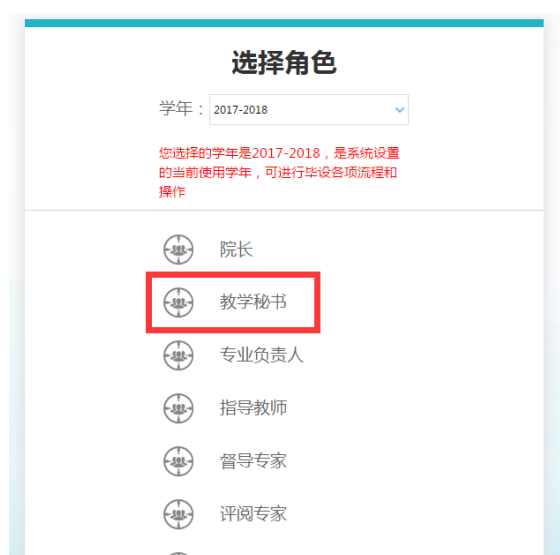 选择角色
学年：2017-2018
您选择的学年是2017-2018，是系统设置
的当前使用学年，可进行毕设各项流程和
操作
院长
教学秘书
专业负责人
指导教师
督导专家
评阅专家